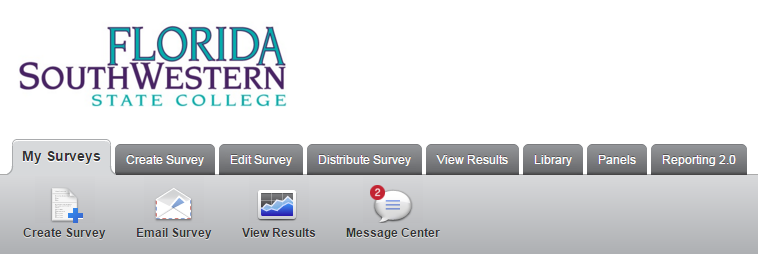 FLORIDA
SOUTHWESTERN
STATE COLLEGE
My Surveys Create Survey Edit Survey Distribute Survey View Results Library Panels Reporting 2.0
2
Create Survey Email Survey View Results Message Center